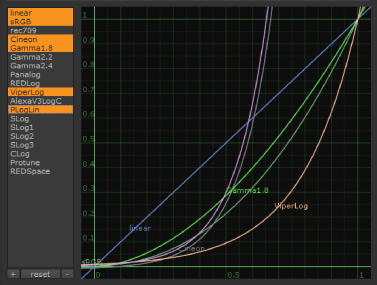 linear
sRGB
rec709
Cineon
Gamma1.8
Gamma2.2
Gamma2.4
Panalog
REDLog
ViperLog
AlexaV3LogC
PLogLin
SLog
SLog1
SLog2
SLog3
CLog
Protune
REDSpace
+ reset -
1
0.9
0.8
0.7
0.6
0.5
0.4
0.3
0.2
0.1
0.5
1
Gamma1.8
ViperLog
linear
sRGB